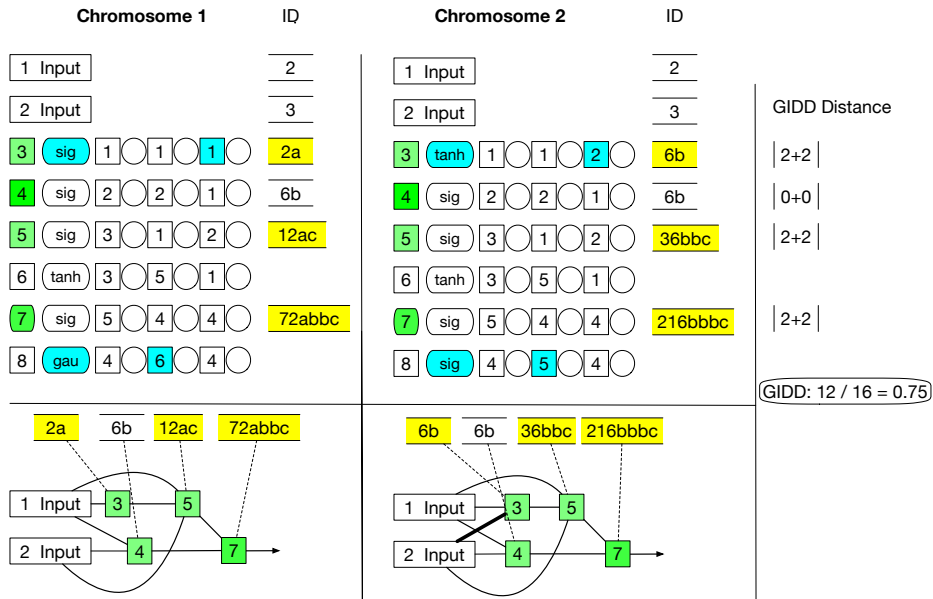 Chromosome 1 ID Chromosome 2 ID
1 Input 2 1 Input 2
2 Input 3 2 Input 3 GIDD Distance
3 sig 1 1 1 2a 3 tanh 1 1 2 6b |2+2|
4 sig 2 2 1 6b 4 sig 2 2 1 6b |0+0|
5 sig 3 1 2 12ac 5 sig 3 1 2 36bbc |2+2|
6 tanh 3 5 1 6 tanh 3 5 1
7 sig 5 4 4 72abbc 7 sig 5 4 4 216bbbc |2+2|
8 gau 4 6 4 8 sig 4 5 4
GIDD: 12 / 16 = 0.75
2a 6b 12ac 72abbc 6b 6b 36bbc 216bbbc
1 Input 3 5 1 Input 3 5
2 Input 4 7 2 Input 4 7